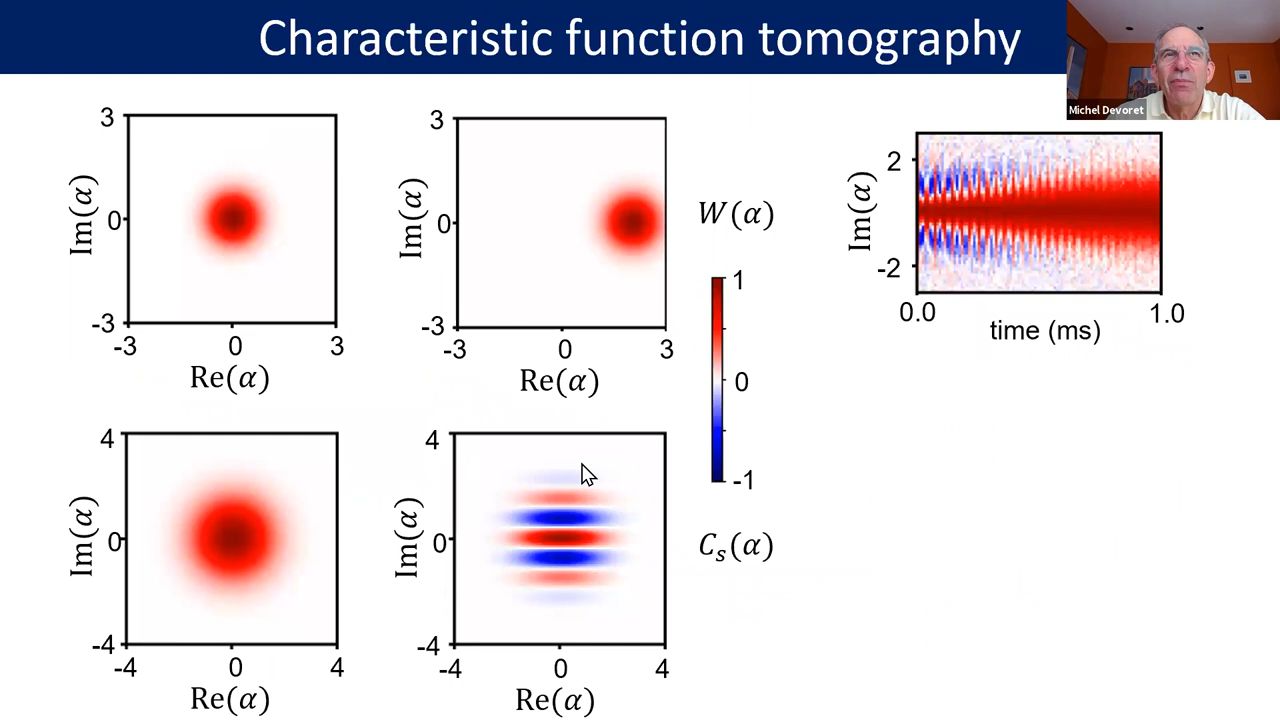 Characteristic function tomography
Michel Devoret
3
0
-3
Im(α)
-3 0 3
Re(α)
3
0
-3
Im(α)
-3 0 3
Re(α)
W(α)
1
0
-1
2
-2
Im(α)
0.0 1.0
time (ms)
4
0
-4
Im(α)
-4 0 4
Re(α)
4
0
-4
Im(α)
-4 0 4
Re(α)
Cₛ(α)